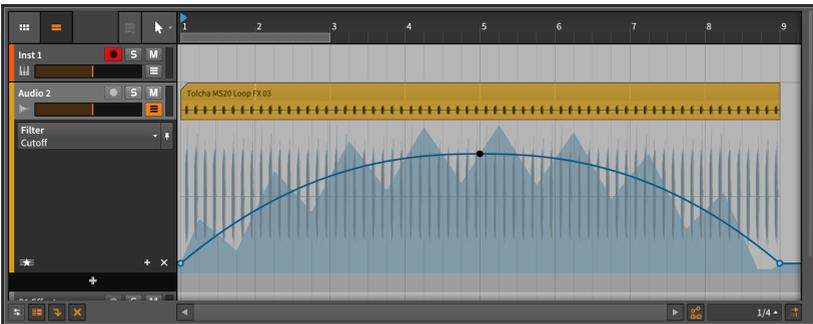 1 2 3 4 5 6 7 8 9
Inst 1
S M
Audio 2
S M
Tolcha MS20 Loop FX 03
Filter
Cutoff
1/4